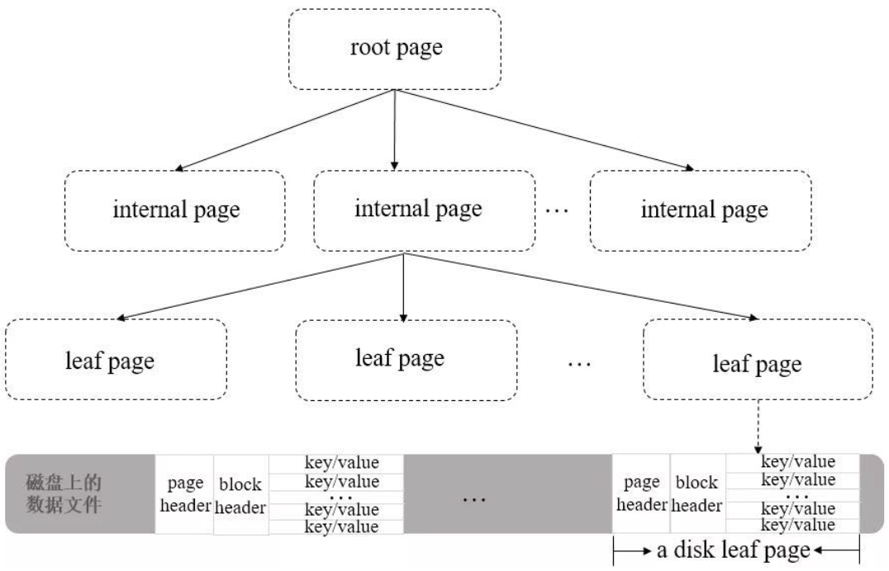 root page
internal page
internal page
...
internal page
leaf page
leaf page
...
leaf page
磁盘上的
数据文件
page
header
block
header
key/value
key/value
...
key/value
key/value
...
page
header
block
header
key/value
key/value
...
key/value
key/value
a disk leaf page